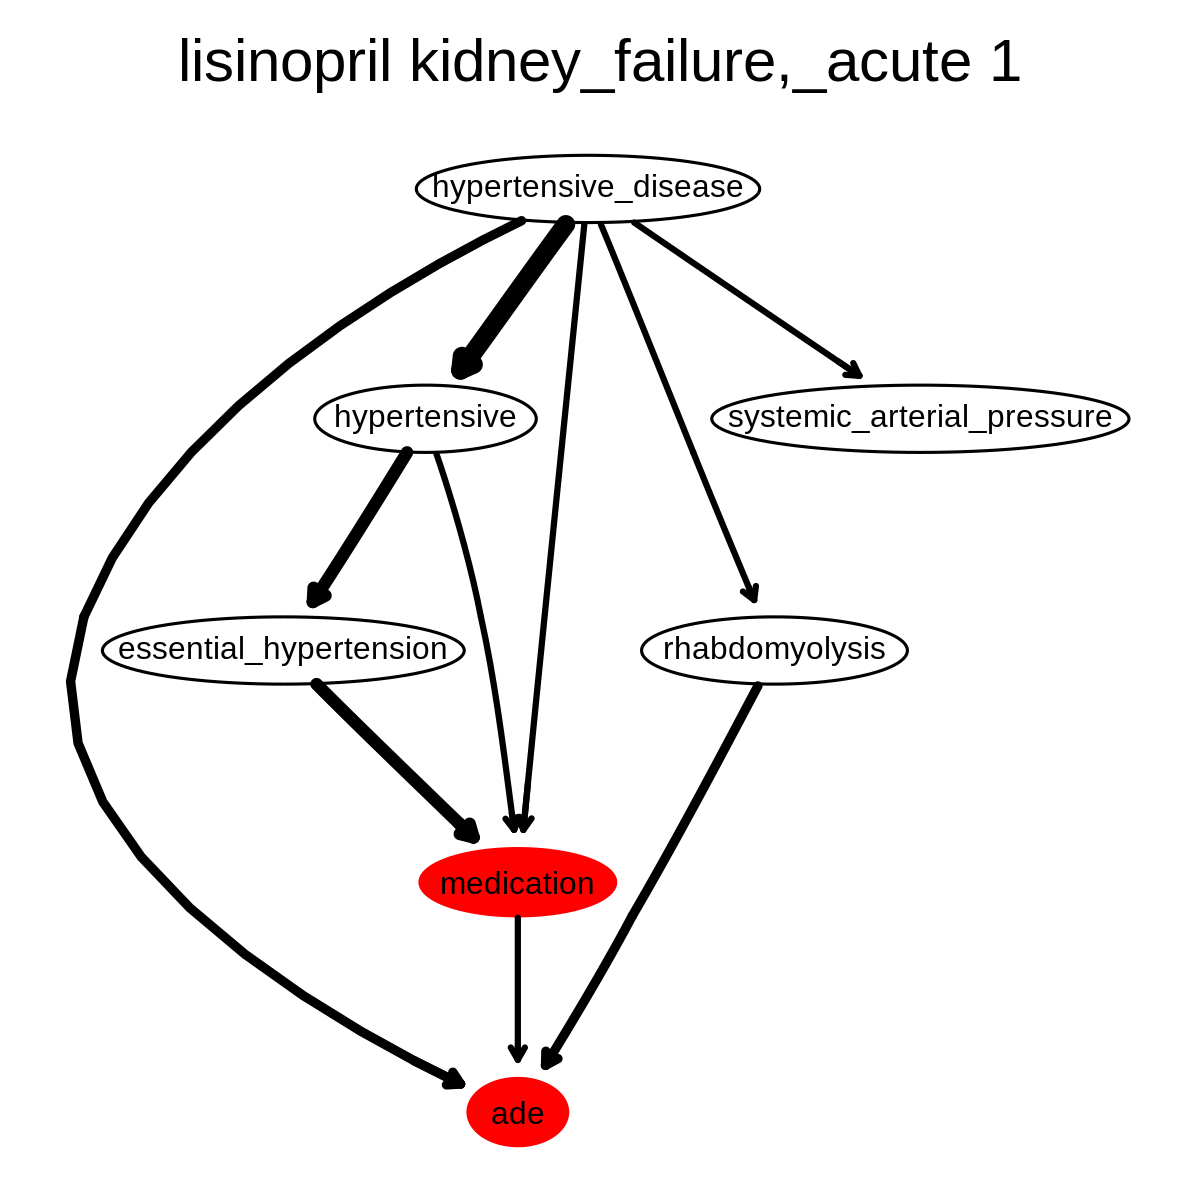 lisinopril kidney_failure,_acute 1
hypertensive_disease
hypertensive
systemic_arterial_pressure
essential_hypertension
rhabdomyolysis
medication
ade